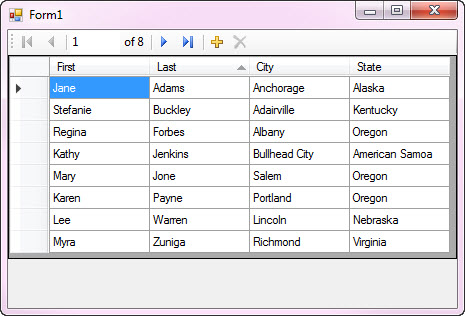 Form1
1 of 8
First Last City State
Jane Adams Anchorage Alaska
Stefanie Buckley Adairville Kentucky
Regina Forbes Albany Oregon
Kathy Jenkins Bullhead City American Samoa
Mary Jone Salem Oregon
Karen Payne Portland Oregon
Lee Warren Lincoln Nebraska
Myra Zuniga Richmond Virginia